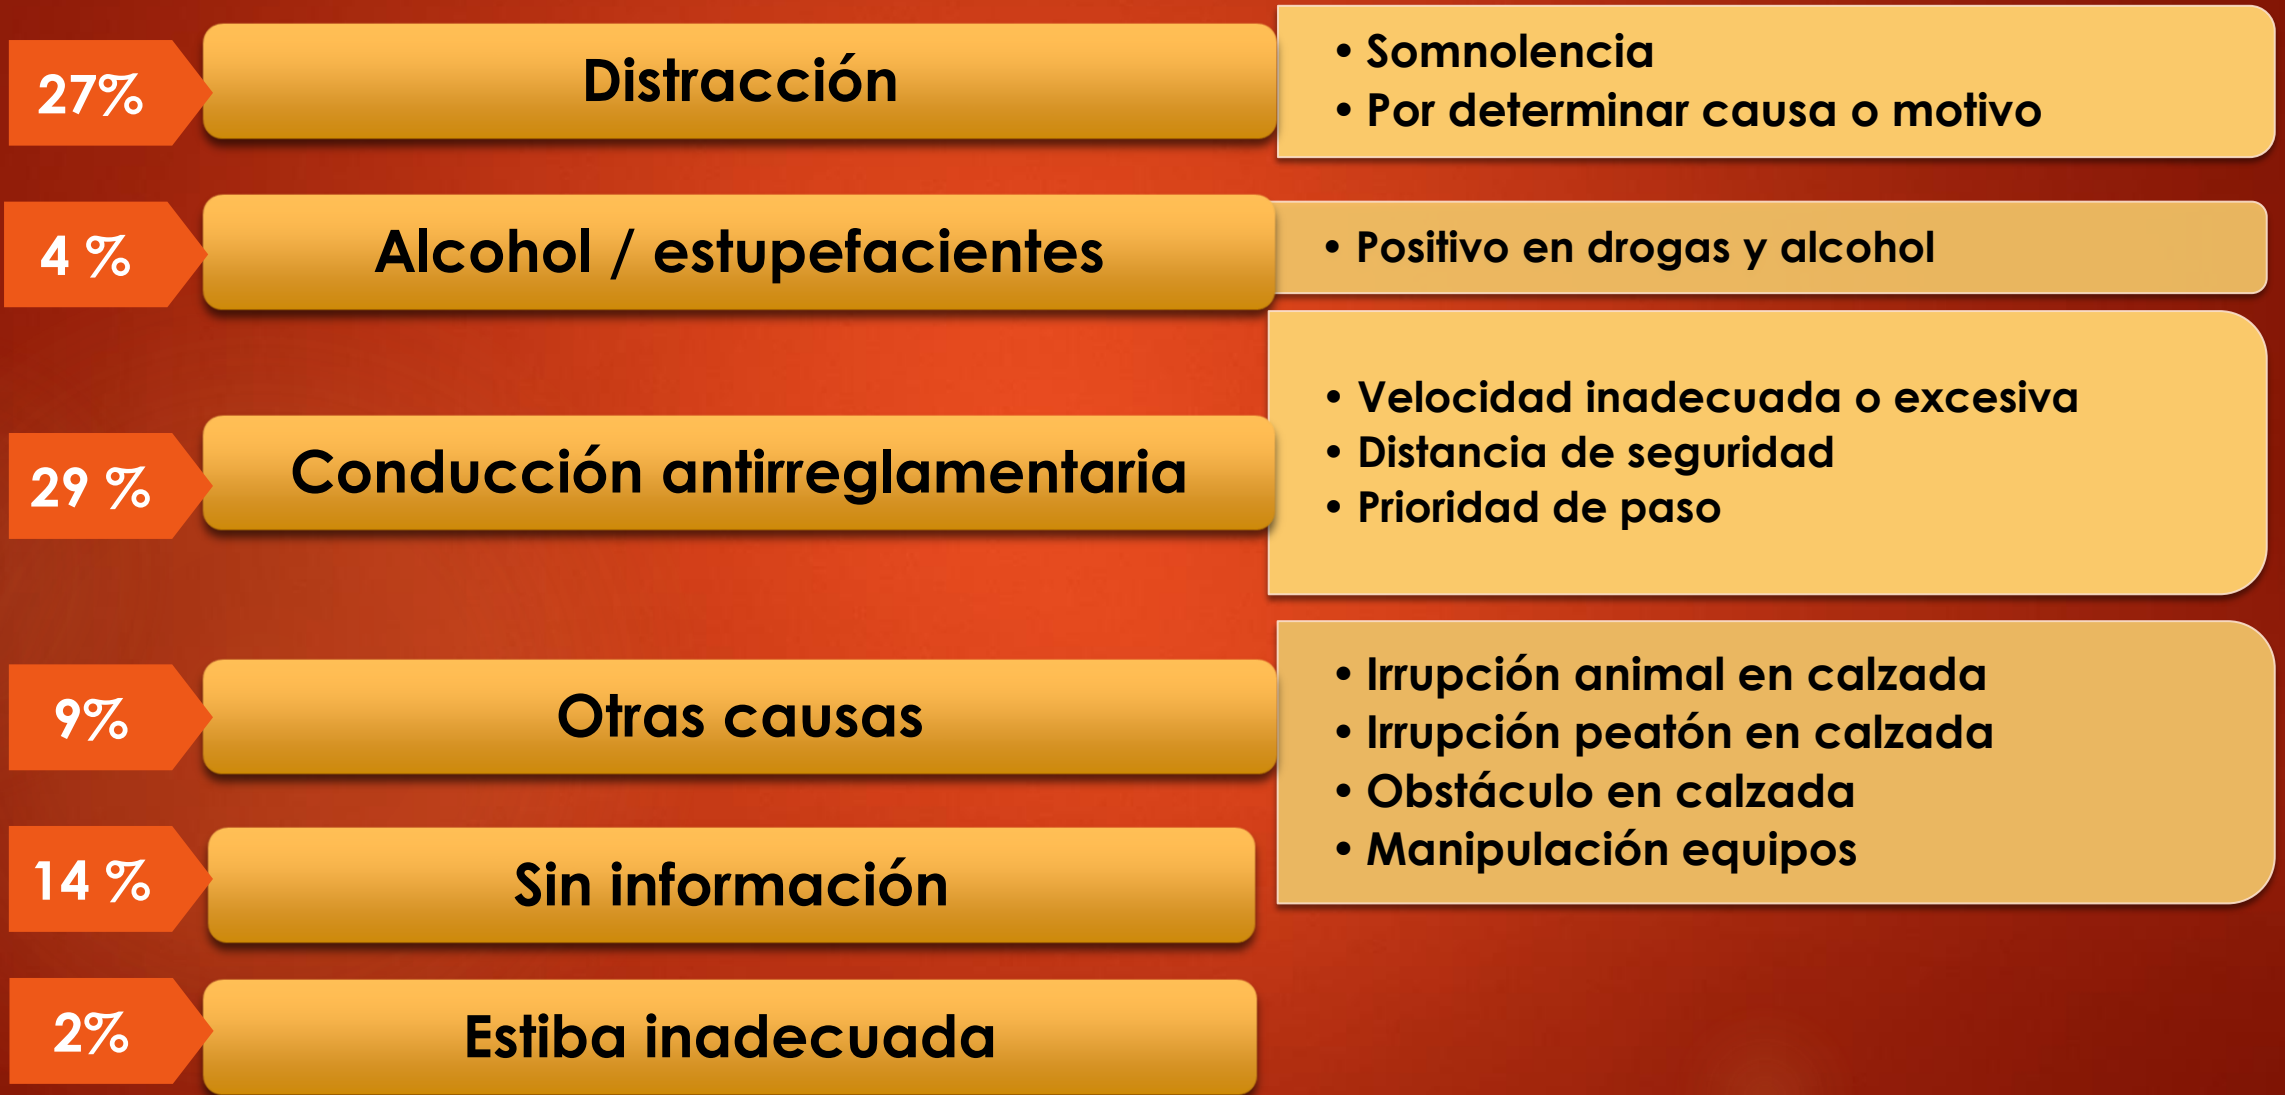 27%
Distracción
• Somnolencia
• Por determinar causa o motivo
4 %
Alcohol / estupefacientes
• Positivo en drogas y alcohol
29 %
Conducción antirreglamentaria
• Velocidad inadecuada o excesiva
• Distancia de seguridad
• Prioridad de paso
9%
Otras causas
• Irrupción animal en calzada
• Irrupción peatón en calzada
• Obstáculo en calzada
• Manipulación equipos
14 %
Sin información
2%
Estiba inadecuada